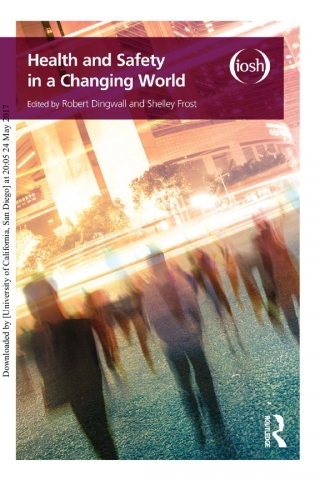 Health and Safety
in a Changing World
Edited by Robert Dingwall and Shelley Frost
iosh
Downloaded by [University of California, San Diego] at 20:05 24 May 2017
ROUTLEDGE